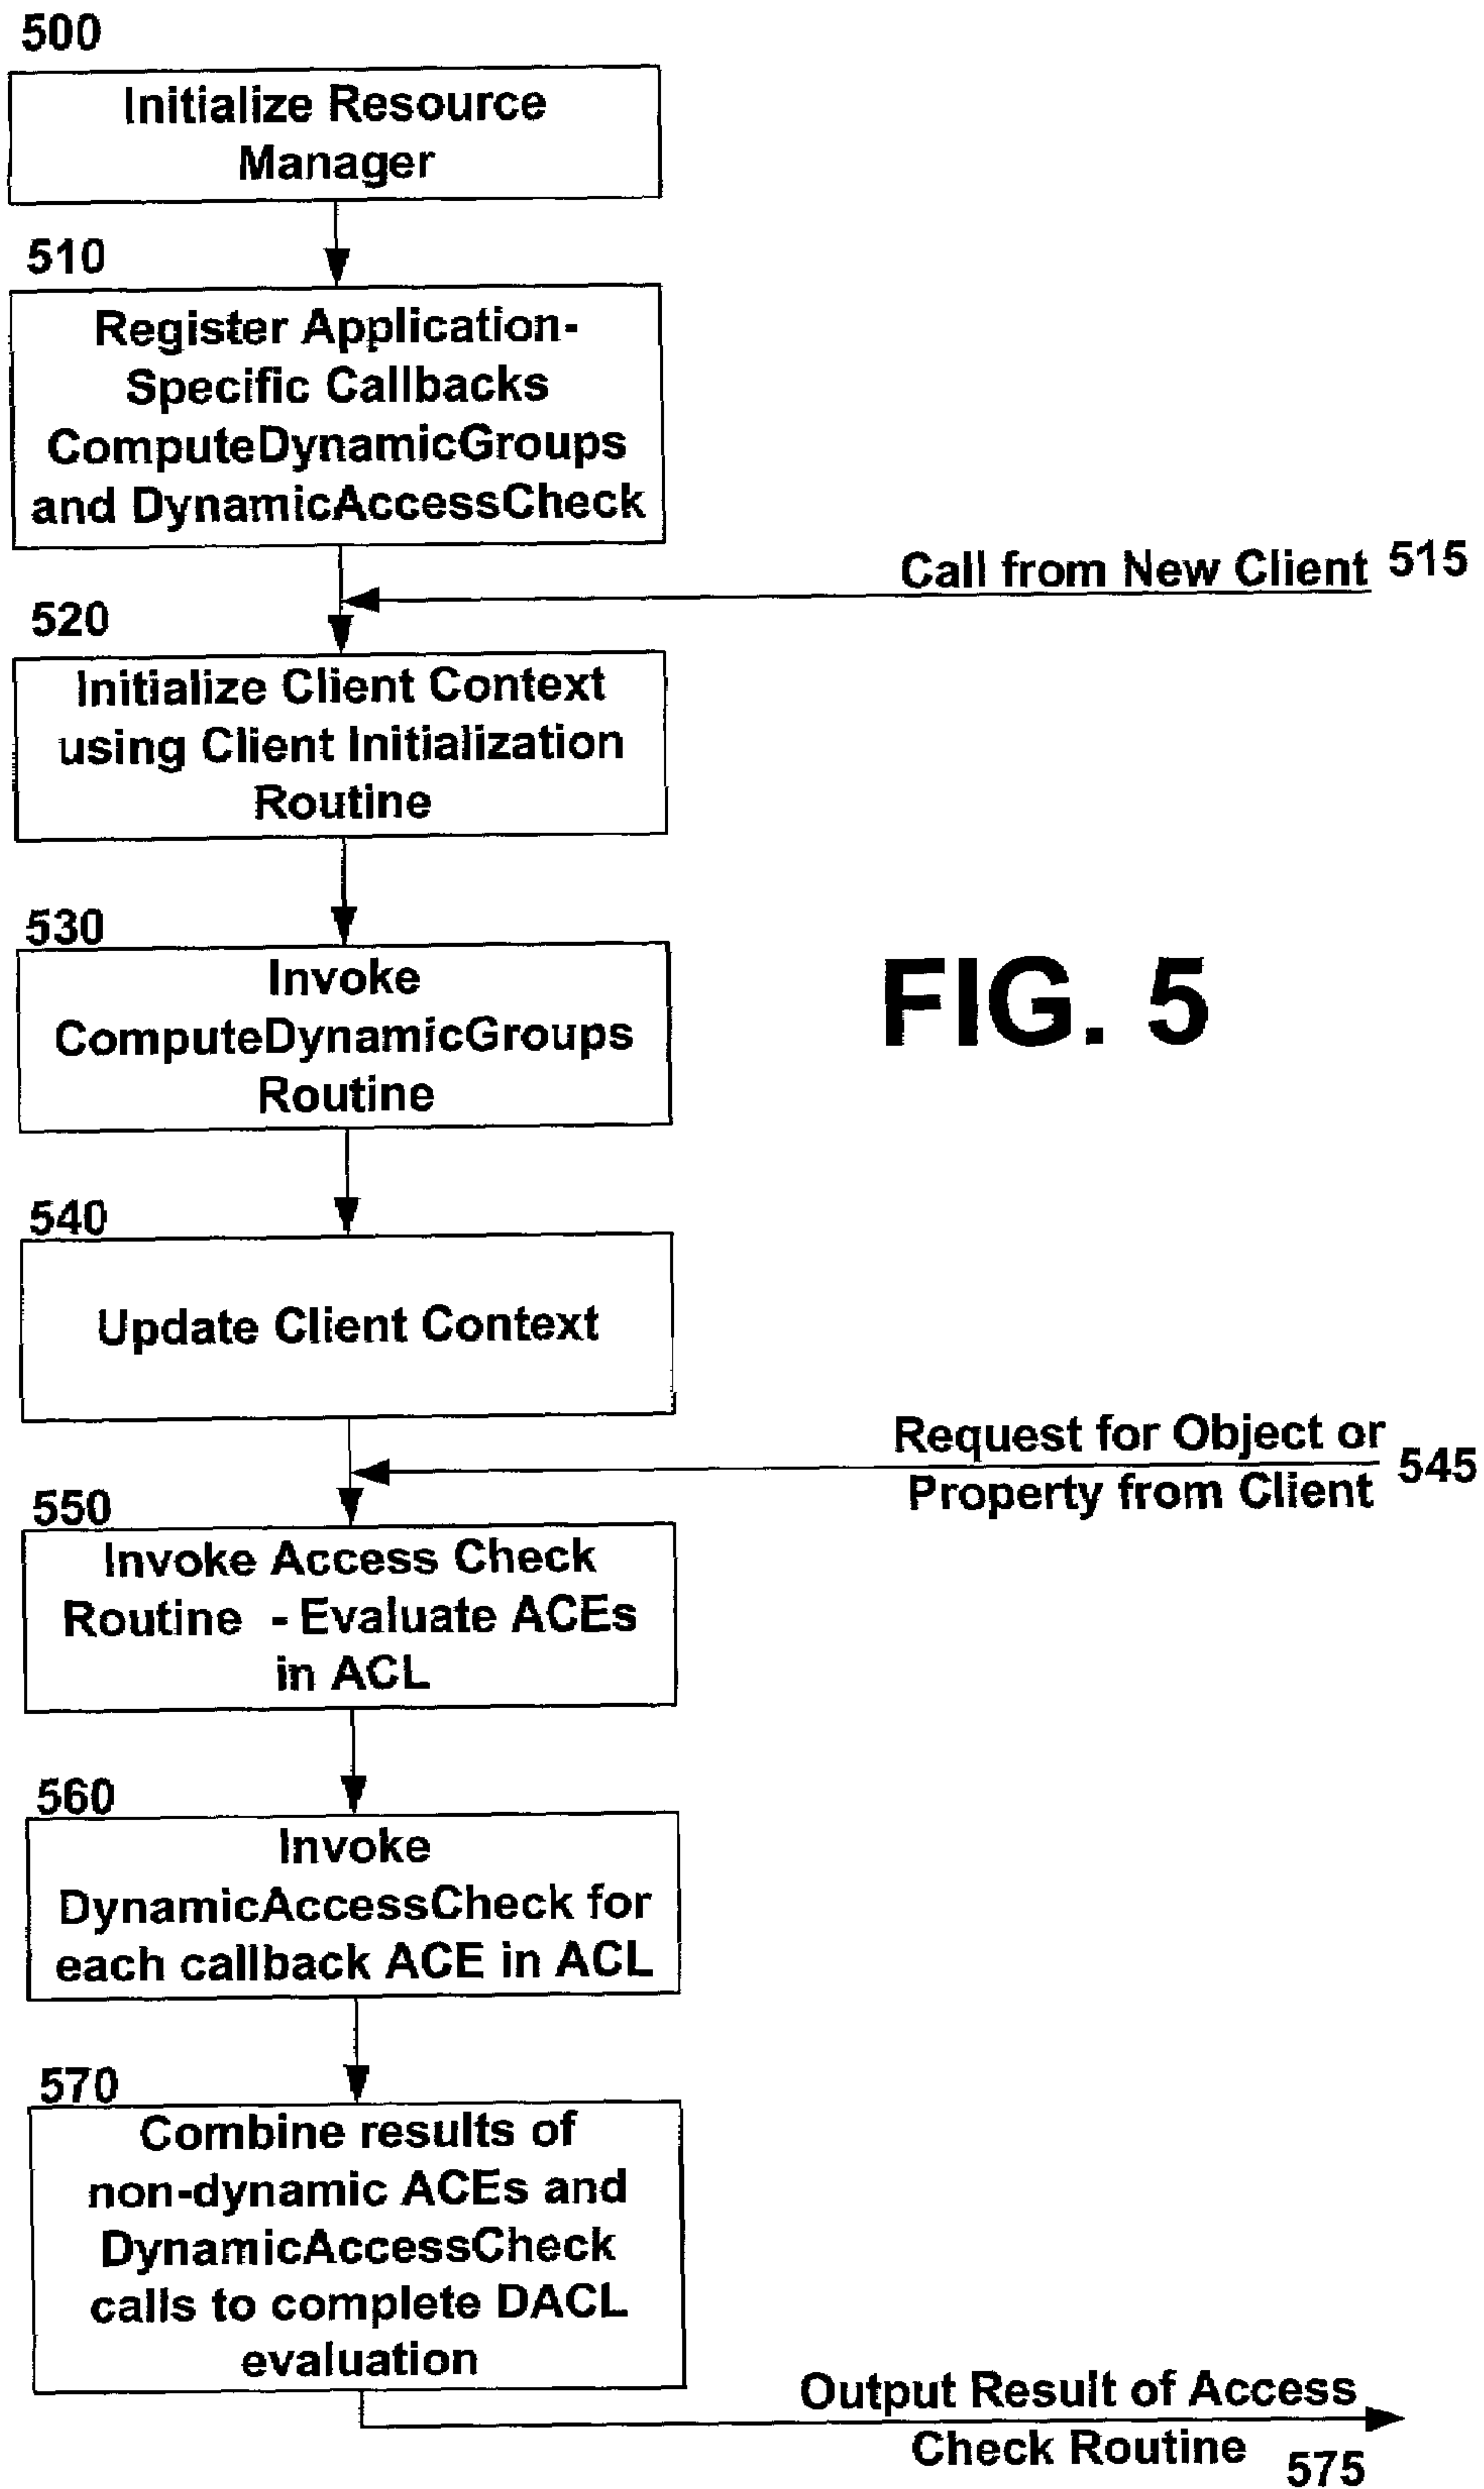 500
Initialize Resource
Manager
510
Register Application-
Specific Callbacks
ComputeDynamicGroups
and DynamicAccessCheck
Call from New Client 515
520
Initialize Client Context
using Client Initialization
Routine
530
Invoke
ComputeDynamicGroups
Routine
FIG. 5
540
Update Client Context
Request for Object or
Property from Client 545
550
Invoke Access Check
Routine - Evaluate ACEs
in ACL
560
Invoke
DynamicAccessCheck for
each callback ACE in ACL
570
Combine results of
non-dynamic ACEs and
DynamicAccessCheck
calls to complete DACL
evaluation
Output Result of Access
Check Routine 575